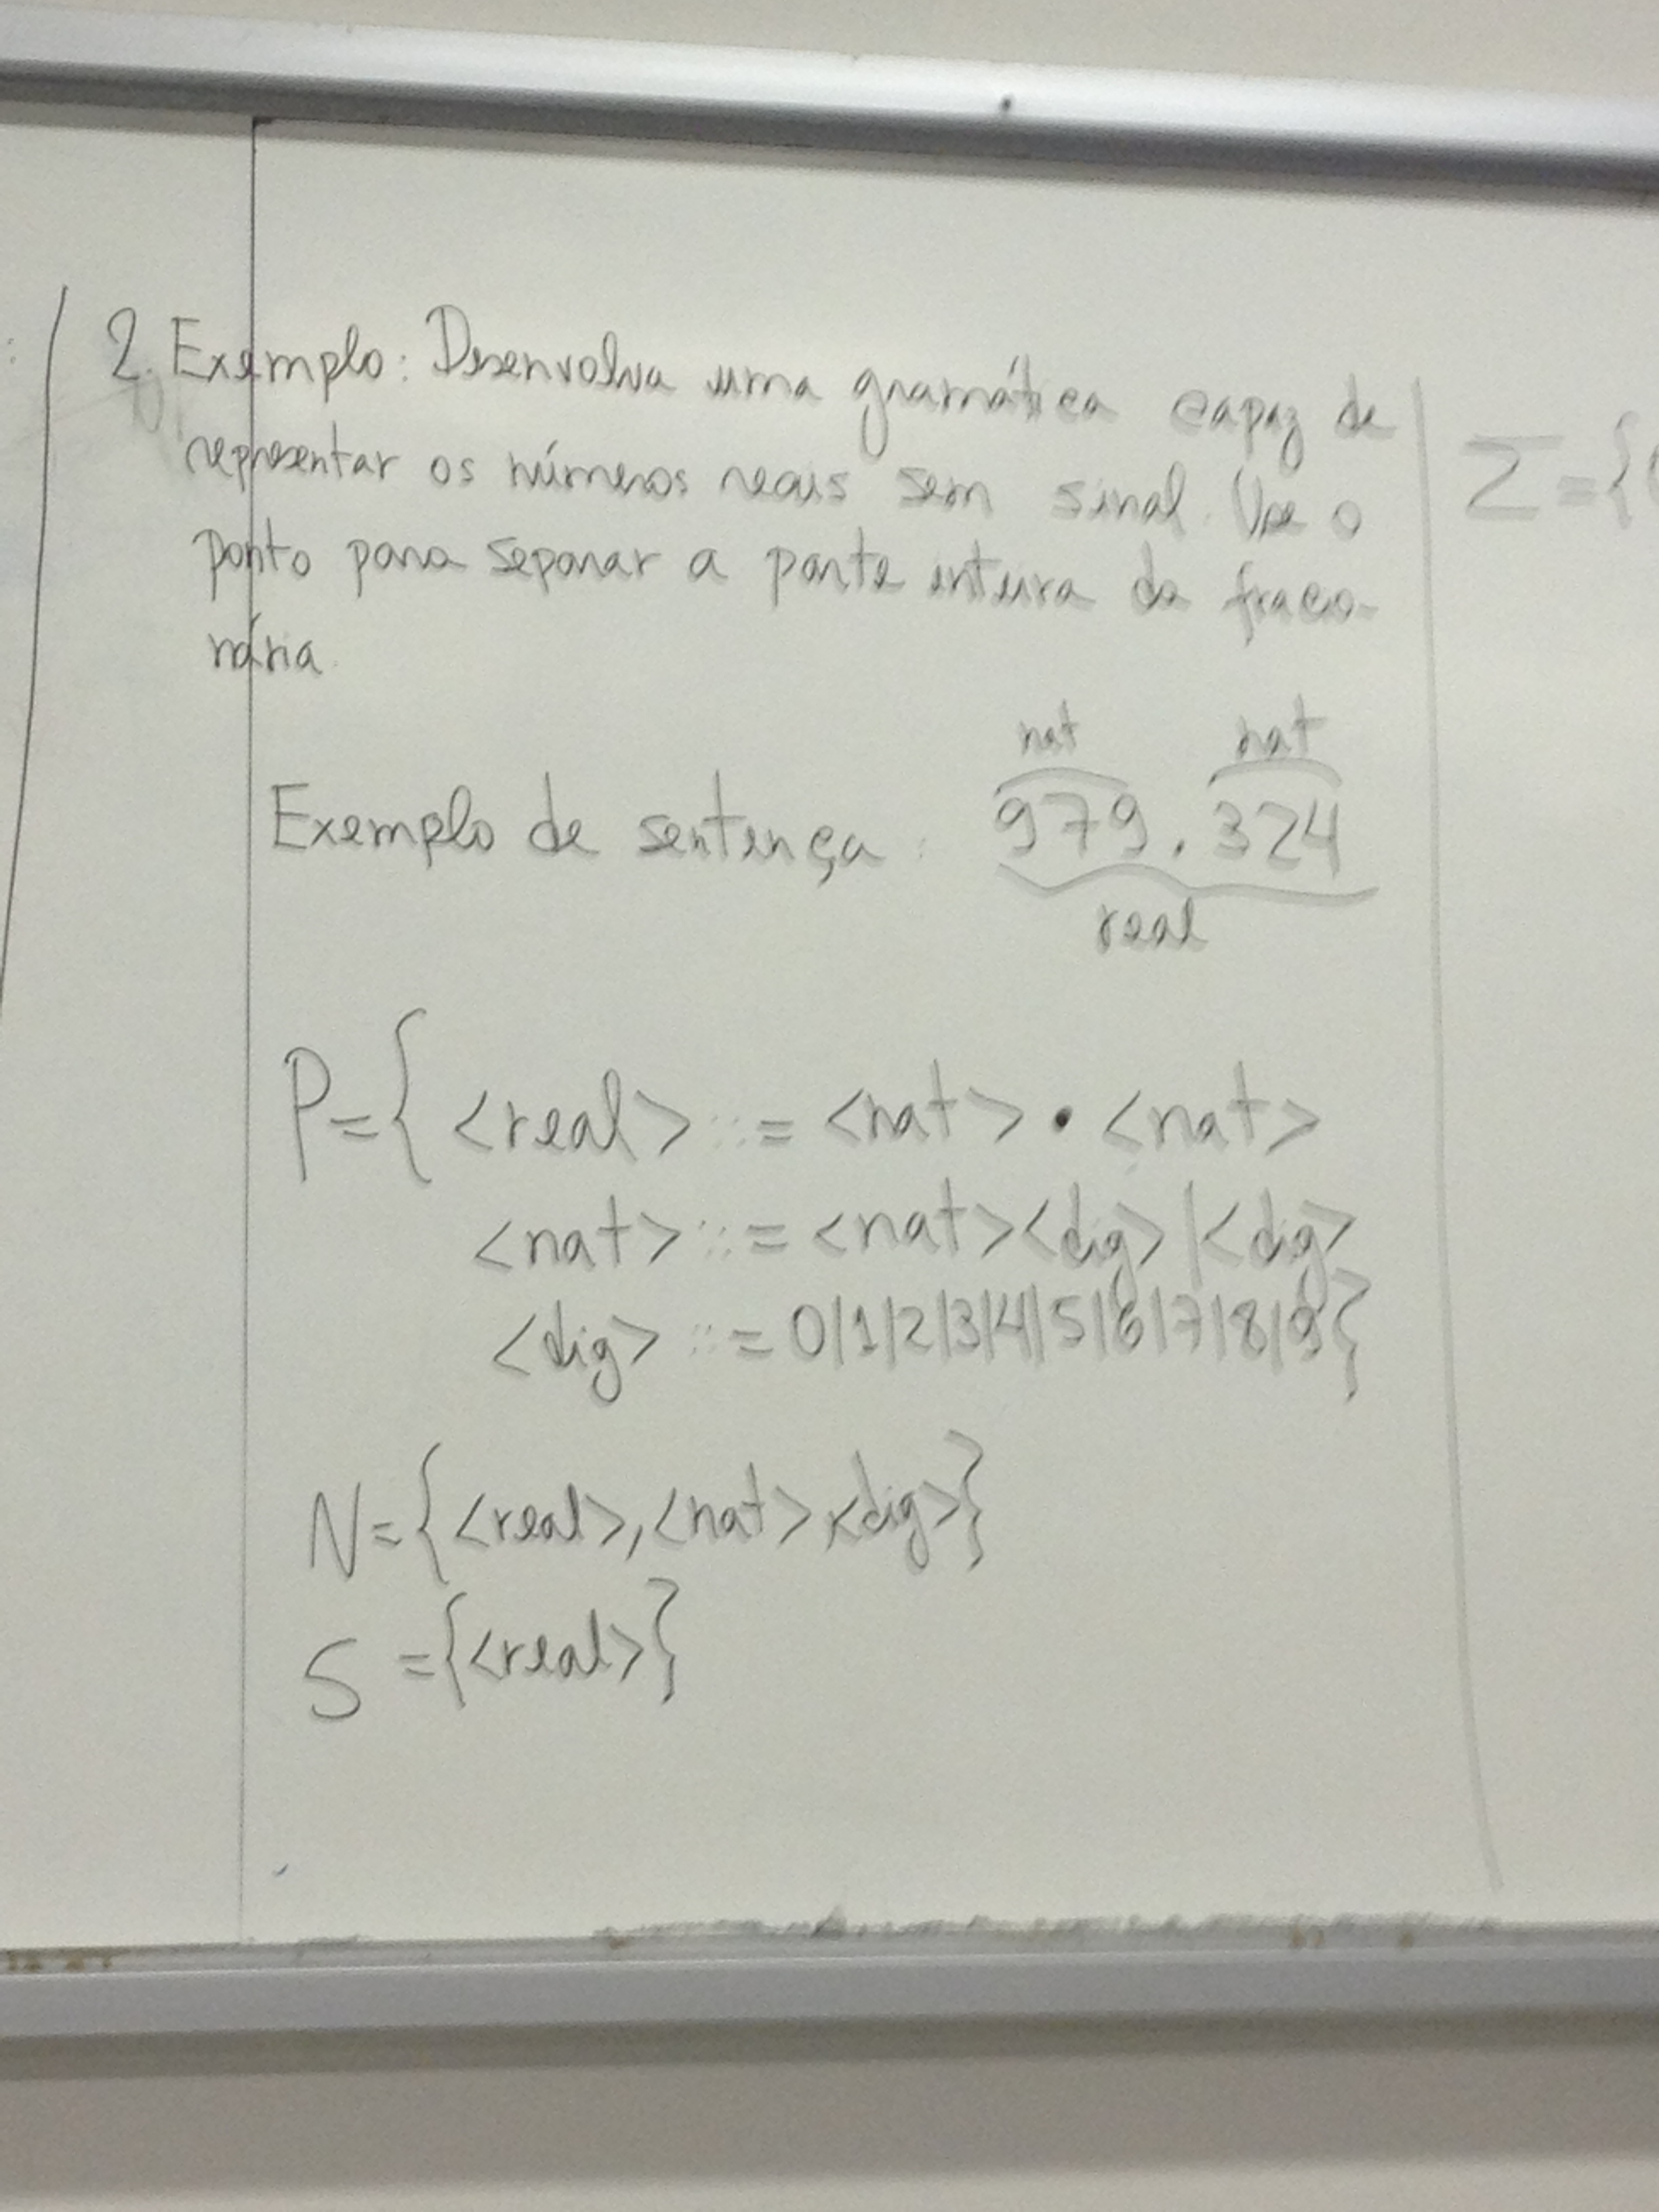 2. Exemplo: Desenvolva uma gramática capaz de
representar os números reais sem sinal. Use o
ponto para separar a parte inteira da fracio-
nária.
nat nat
Exemplo de sentença: 979.324
real
P={ <real> ::= <nat> . <nat>
<nat> ::= <nat><dig>|<dig>
<dig> ::= 0|1|2|3|4|5|6|7|8|9}
N={<real>,<nat>,<dig>}
S={<real>}
Σ={